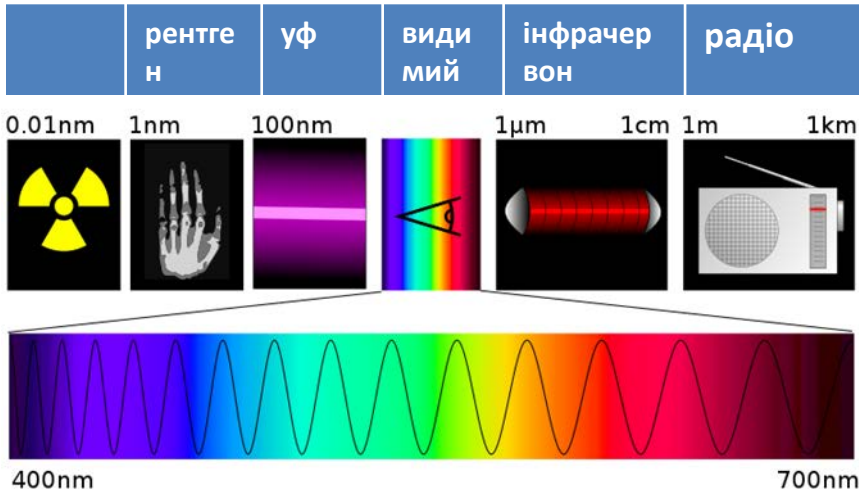 рентге
н
уф
види
мий
інфрачер
вон
радіо
0.01nm 1nm 100nm 1μm 1cm 1m 1km
400nm 700nm